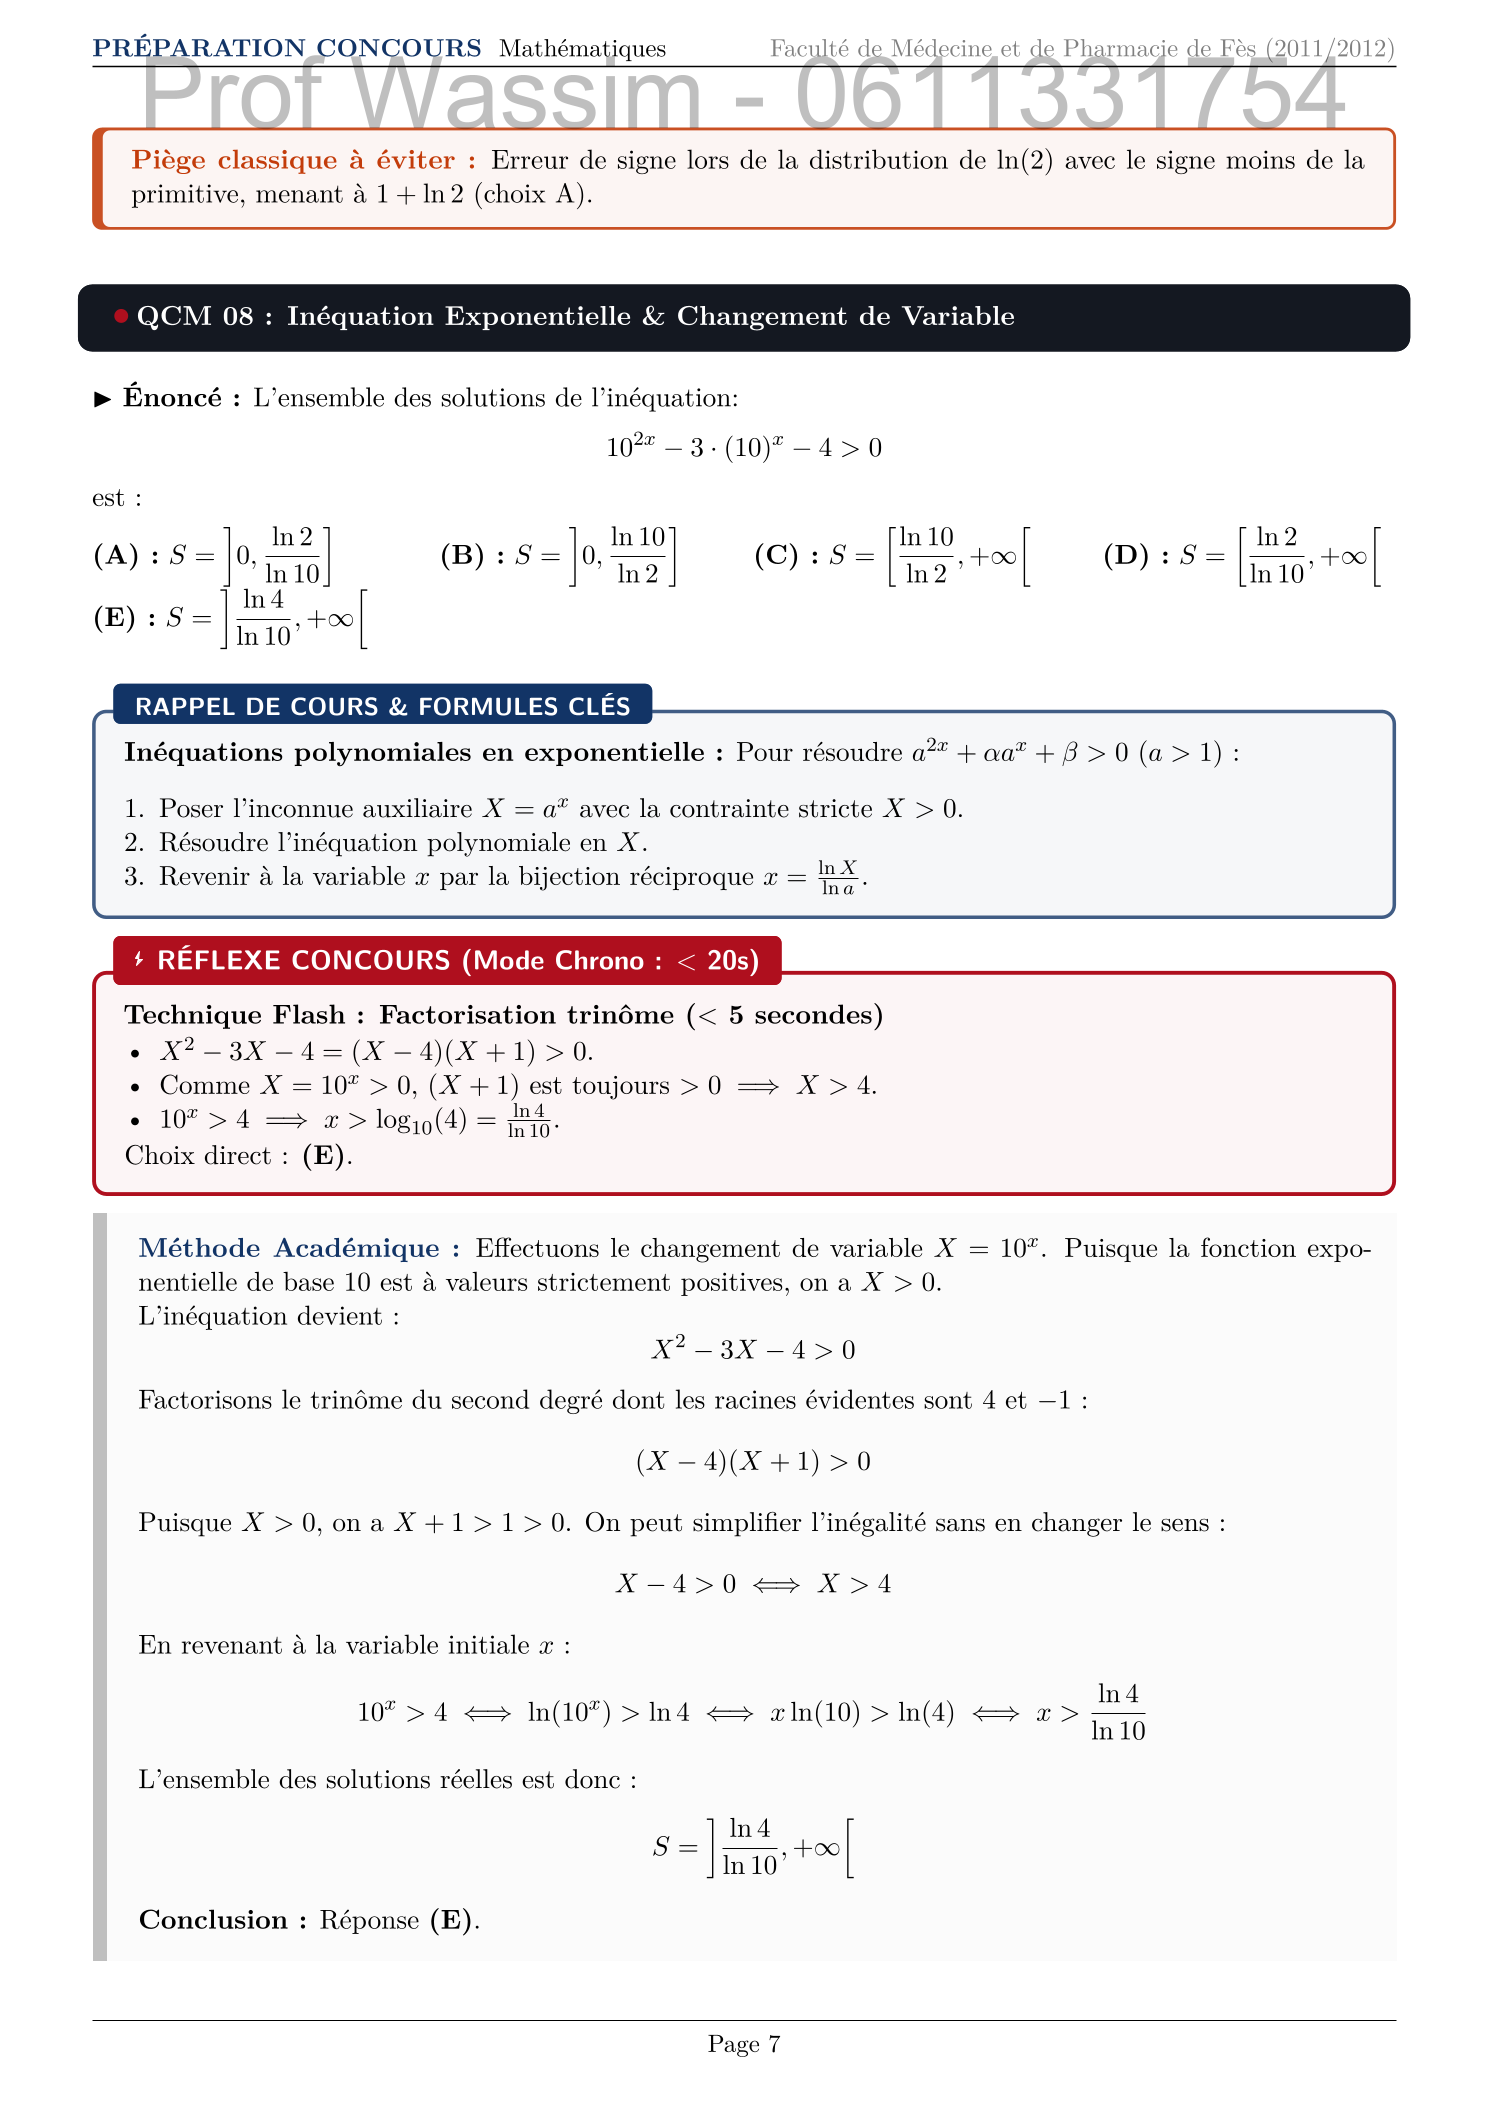 PRÉPARATION CONCOURS Mathématiques Faculté de Médecine et de Pharmacie de Fès (2011/2012)
Prof Wassim - 0611331754
Piège classique à éviter : Erreur de signe lors de la distribution de ln(2) avec le signe moins de la
primitive, menant à 1 + ln 2 (choix A).
• QCM 08 : Inéquation Exponentielle & Changement de Variable
▶ Énoncé : L'ensemble des solutions de l'inéquation:
10^{2x} − 3 · (10)^x − 4 > 0
est :
(A) : S = ]0, \frac{ln 2}{ln 10}] (B) : S = ]0, \frac{ln 10}{ln 2}] (C) : S = [\frac{ln 10}{ln 2}, +∞[ (D) : S = [\frac{ln 2}{ln 10}, +∞[
(E) : S = ]\frac{ln 4}{ln 10}, +∞[
RAPPEL DE COURS & FORMULES CLÉS
Inéquations polynomiales en exponentielle : Pour résoudre a^{2x} + αa^x + β > 0 (a > 1) :
1. Poser l'inconnue auxiliaire X = a^x avec la contrainte stricte X > 0.
2. Résoudre l'inéquation polynomiale en X.
3. Revenir à la variable x par la bijection réciproque x = \frac{ln X}{ln a}.
⚡ RÉFLEXE CONCOURS (Mode Chrono : < 20s)
Technique Flash : Factorisation trinôme (< 5 secondes)
• X² − 3X − 4 = (X − 4)(X + 1) > 0.
• Comme X = 10^x > 0, (X + 1) est toujours > 0 ⟹ X > 4.
• 10^x > 4 ⟹ x > log₁₀(4) = \frac{ln 4}{ln 10}.
Choix direct : (E).
Méthode Académique : Effectuons le changement de variable X = 10^x. Puisque la fonction expo-
nentielle de base 10 est à valeurs strictement positives, on a X > 0.
L'inéquation devient :
X² − 3X − 4 > 0
Factorisons le trinôme du second degré dont les racines évidentes sont 4 et −1 :
(X − 4)(X + 1) > 0
Puisque X > 0, on a X + 1 > 1 > 0. On peut simplifier l'inégalité sans en changer le sens :
X − 4 > 0 ⟺ X > 4
En revenant à la variable initiale x :
10^x > 4 ⟺ ln(10^x) > ln 4 ⟺ x ln(10) > ln(4) ⟺ x > \frac{ln 4}{ln 10}
L'ensemble des solutions réelles est donc :
S = ]\frac{ln 4}{ln 10}, +∞[
Conclusion : Réponse (E).
Page 7